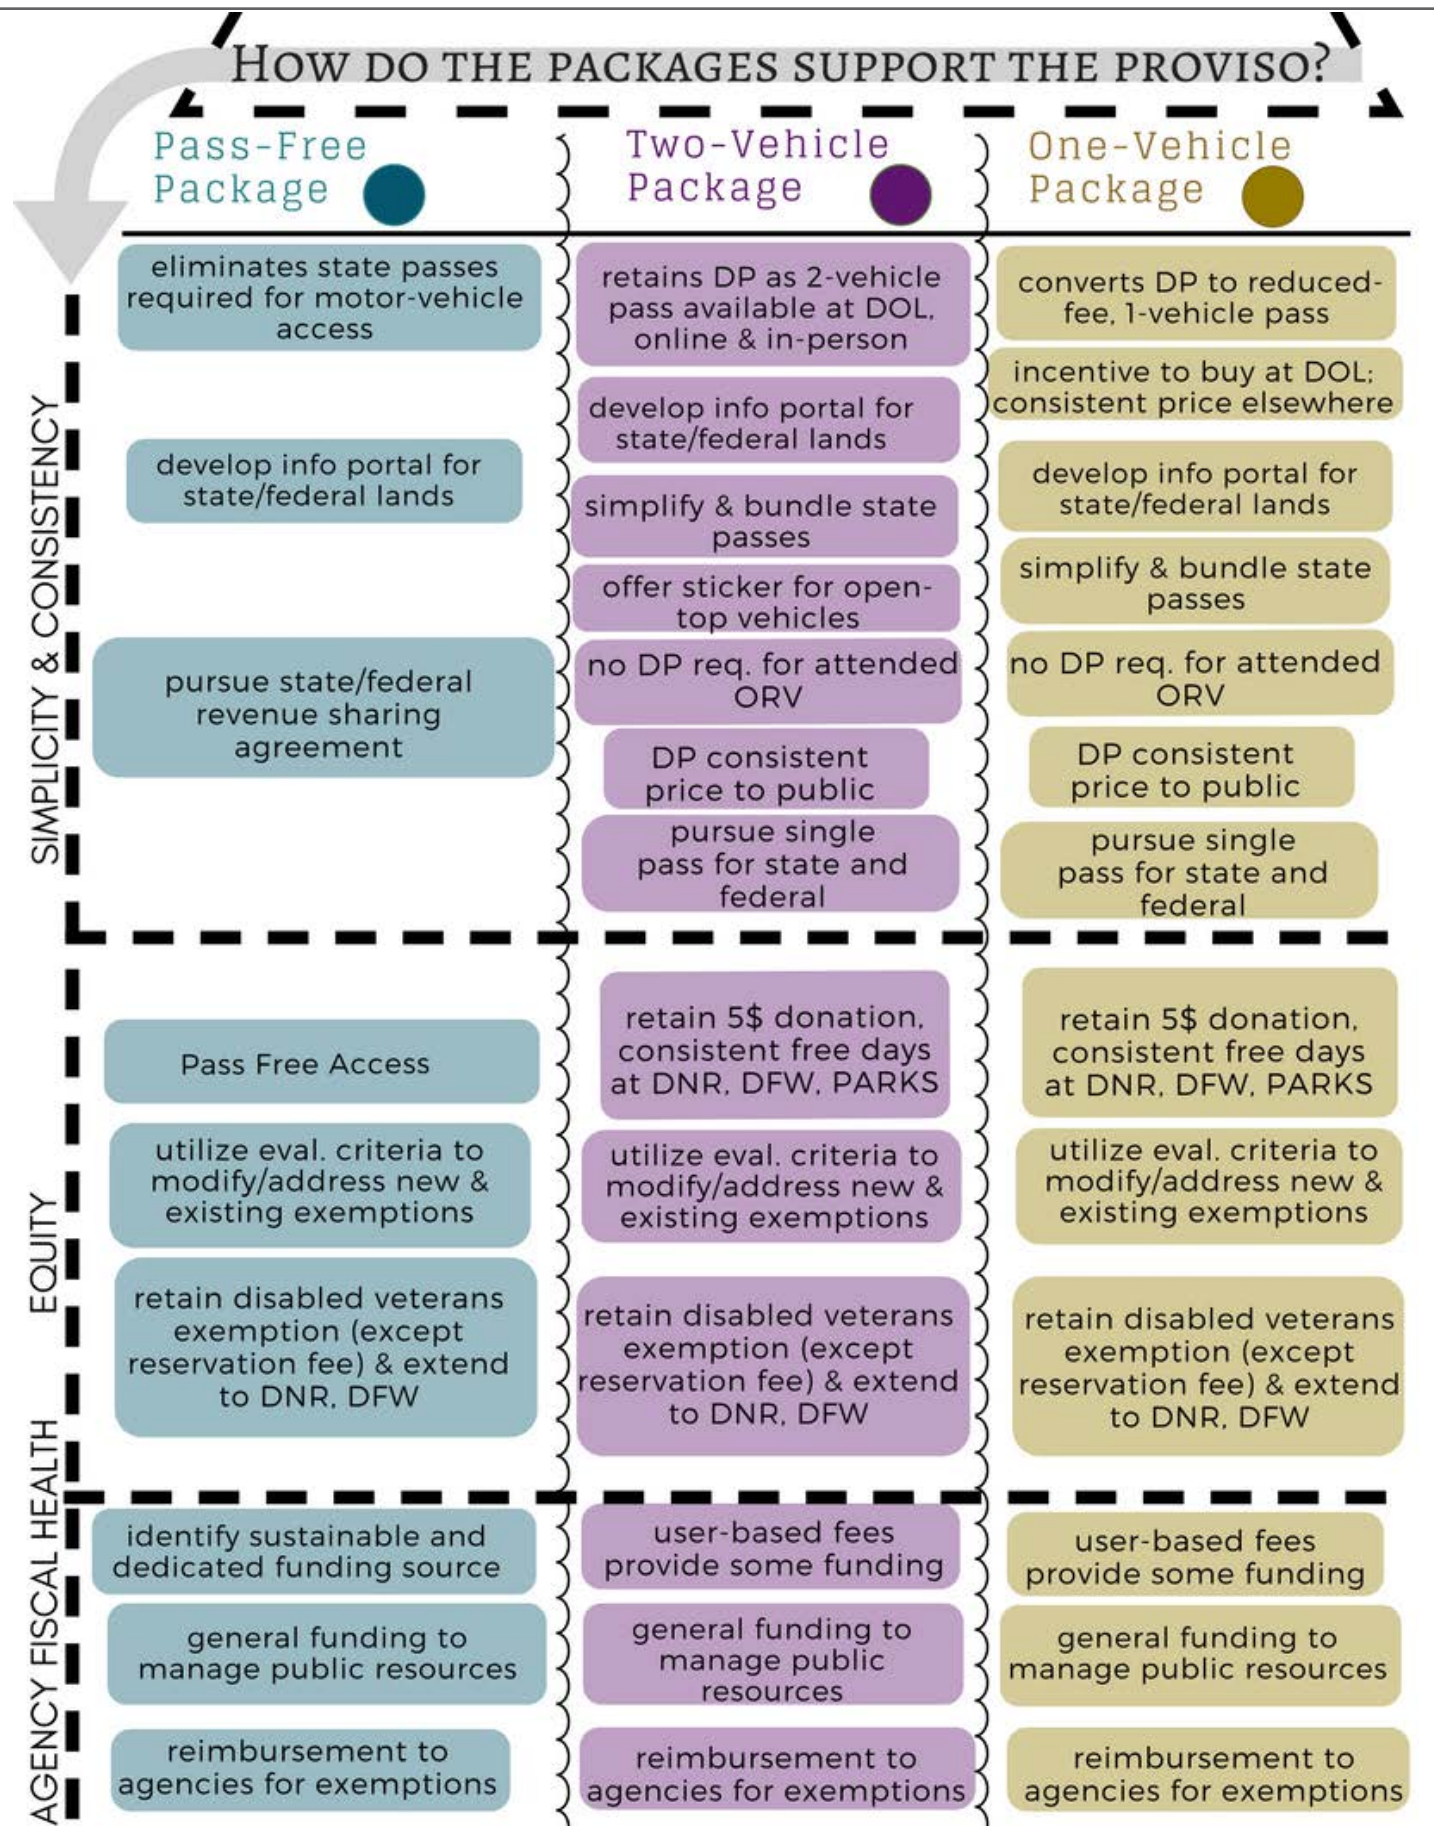 How do the packages support the proviso?
Pass-Free
Package
Two-Vehicle
Package
One-Vehicle
Package
SIMPLICITY & CONSISTENCY
eliminates state passes
required for motor-vehicle
access
develop info portal for
state/federal lands
pursue state/federal
revenue sharing
agreement
retains DP as 2-vehicle
pass available at DOL,
online & in-person
develop info portal for
state/federal lands
simplify & bundle state
passes
offer sticker for open-
top vehicles
no DP req. for attended
ORV
DP consistent
price to public
pursue single
pass for state and
federal
converts DP to reduced-
fee, 1-vehicle pass
incentive to buy at DOL;
consistent price elsewhere
develop info portal for
state/federal lands
simplify & bundle state
passes
no DP req. for attended
ORV
DP consistent
price to public
pursue single
pass for state and
federal
EQUITY
Pass Free Access
utilize eval. criteria to
modify/address new &
existing exemptions
retain disabled veterans
exemption (except
reservation fee) & extend
to DNR, DFW
retain 5$ donation,
consistent free days
at DNR, DFW, PARKS
utilize eval. criteria to
modify/address new &
existing exemptions
retain disabled veterans
exemption (except
reservation fee) & extend
to DNR, DFW
retain 5$ donation,
consistent free days
at DNR, DFW, PARKS
utilize eval. criteria to
modify/address new &
existing exemptions
retain disabled veterans
exemption (except
reservation fee) & extend
to DNR, DFW
AGENCY FISCAL HEALTH
identify sustainable and
dedicated funding source
general funding to
manage public resources
reimbursement to
agencies for exemptions
user-based fees
provide some funding
general funding to
manage public
resources
reimbursement to
agencies for exemptions
user-based fees
provide some funding
general funding to
manage public resources
reimbursement to
agencies for exemptions